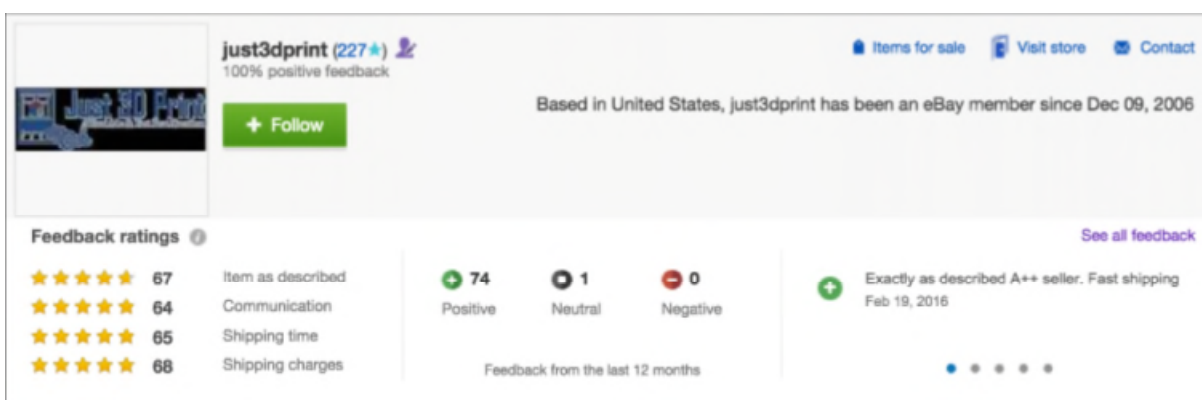 just3dprint (227★)
100% positive feedback
Items for sale
Visit store
Contact
Just 3D Print
+ Follow
Based in United States, just3dprint has been an eBay member since Dec 09, 2006
Feedback ratings
See all feedback
67 Item as described
64 Communication
65 Shipping time
68 Shipping charges
74
Positive
1
Neutral
0
Negative
Feedback from the last 12 months
Exactly as described A++ seller. Fast shipping
Feb 19, 2016